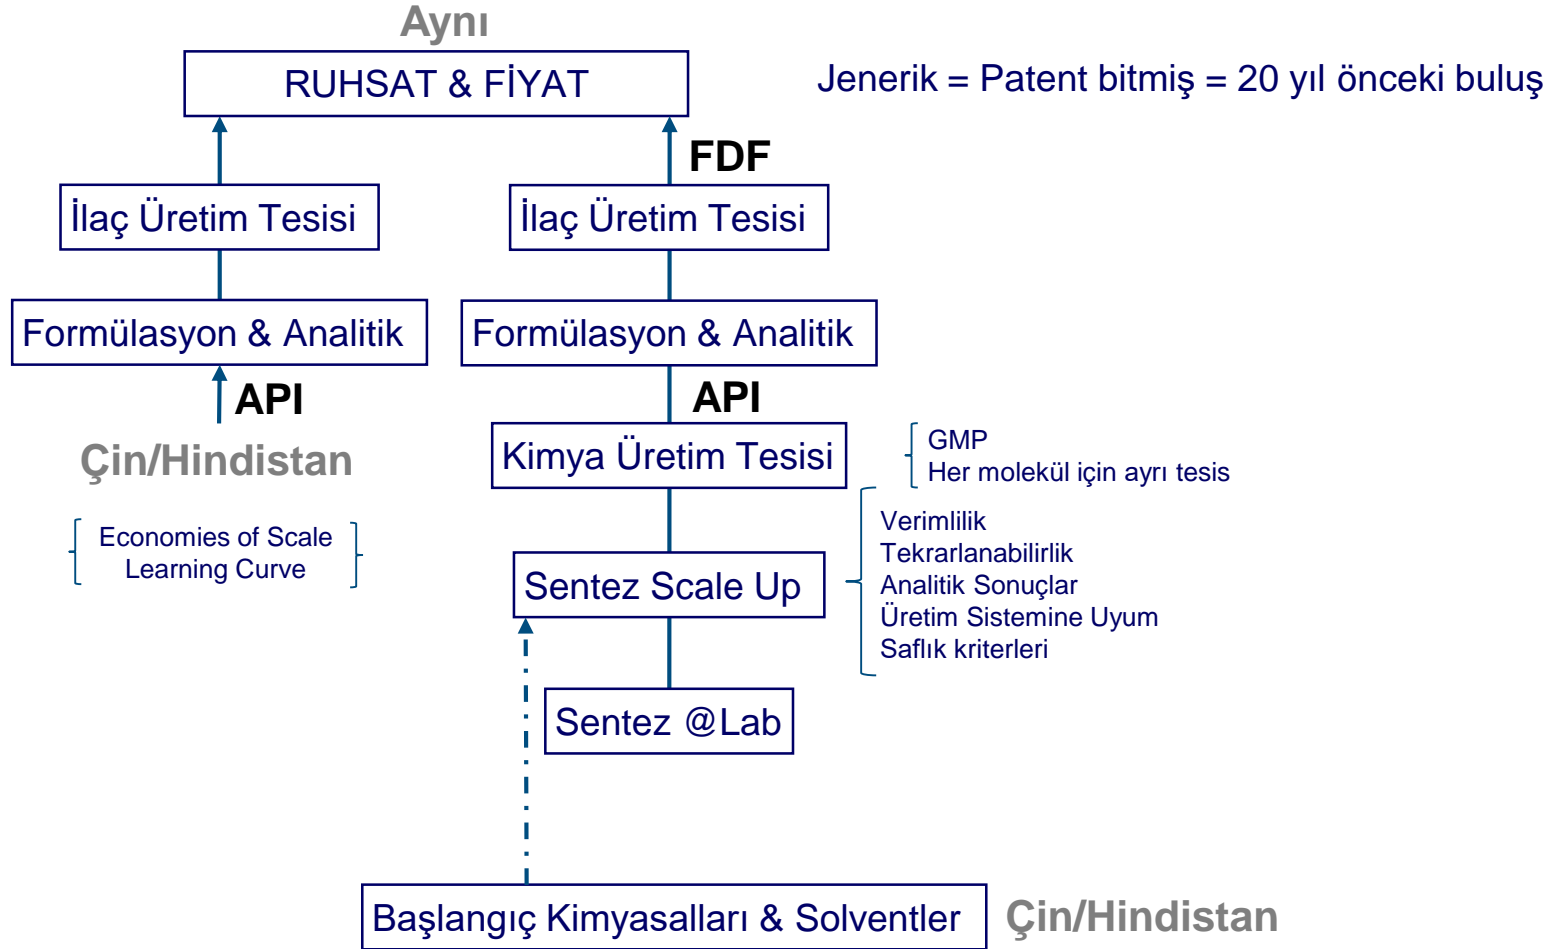 Aynı
RUHSAT & FİYAT
Jenerik = Patent bitmiş = 20 yıl önceki buluş
FDF
İlaç Üretim Tesisi
İlaç Üretim Tesisi
Formülasyon & Analitik
Formülasyon & Analitik
API
API
Çin/Hindistan
Kimya Üretim Tesisi
GMP
Her molekül için ayrı tesis
Economies of Scale
Learning Curve
Sentez Scale Up
Verimlilik
Tekrarlanabilirlik
Analitik Sonuçlar
Üretim Sistemine Uyum
Saflık kriterleri
Sentez @Lab
Başlangıç Kimyasalları & Solventler
Çin/Hindistan